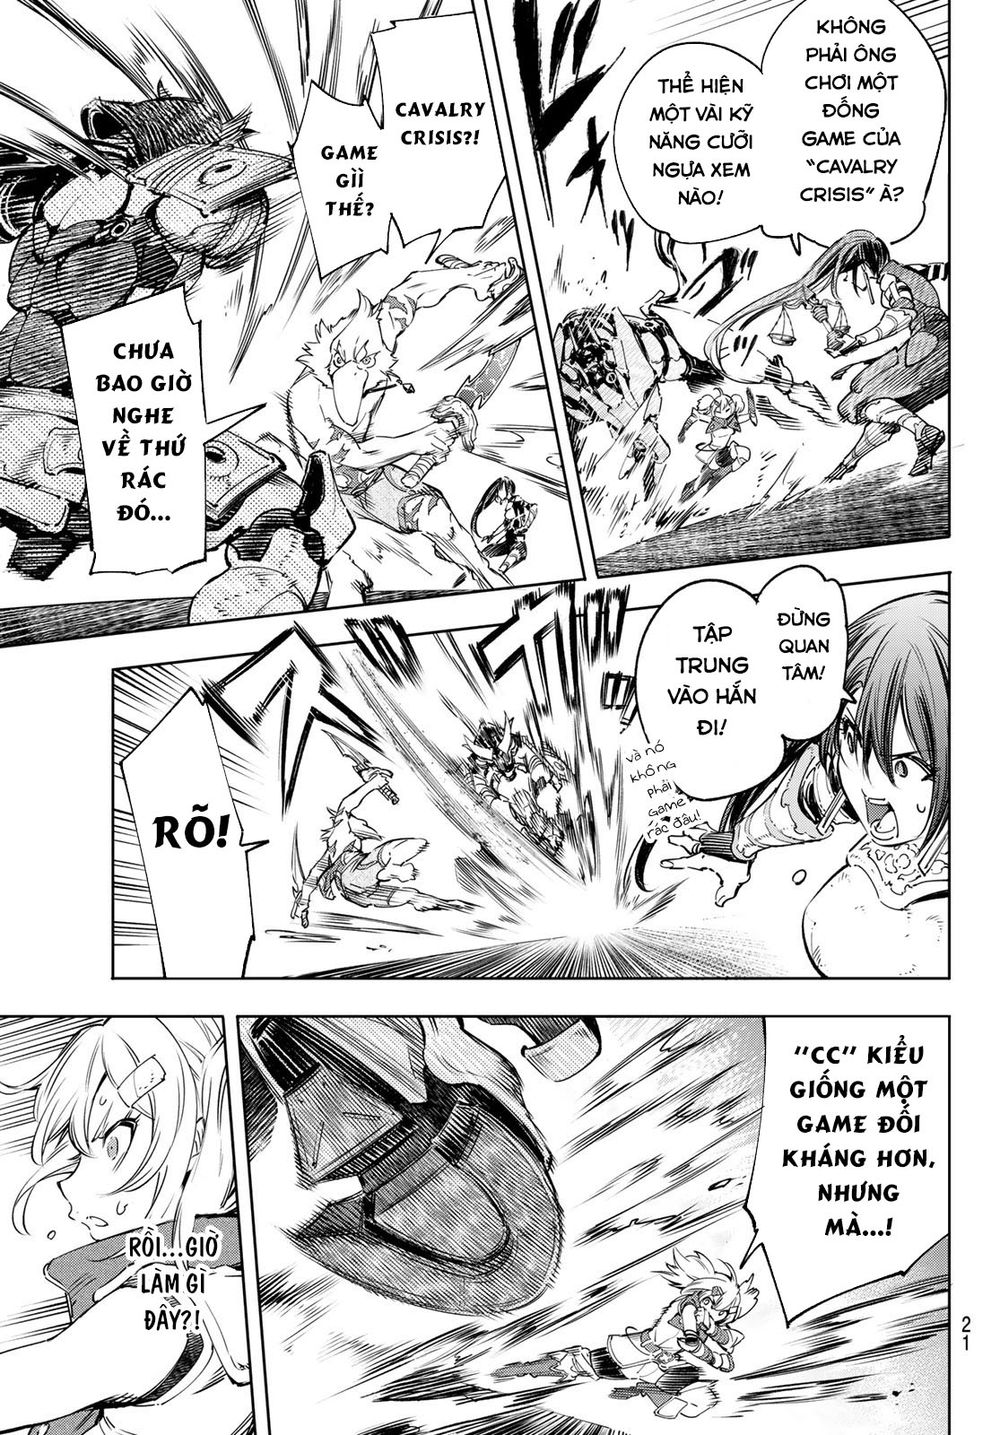 KHÔNG
PHẢI ÔNG
CHƠI MỘT
ĐỐNG
GAME CỦA
"CAVALRY
CRISIS" À?
THỂ HIỆN
MỘT VÀI KỸ
NĂNG CƯỠI
NGỰA XEM
NÀO!
CAVALRY
CRISIS?!
GAME
GÌ
THẾ?
CHƯA
BAO GIỜ
NGHE
VỀ THỨ
RÁC
ĐÓ...
ĐỪNG
QUAN
TÂM!
TẬP
TRUNG
VÀO HẮN
ĐI!
và nó
không
phải
game
rác đâu!
RÕ!
"CC" KIỂU
GIỐNG MỘT
GAME ĐỐI
KHÁNG HƠN,
NHƯNG
MÀ...!
RỒI...GIỜ
LÀM GÌ
ĐÂY?!
21